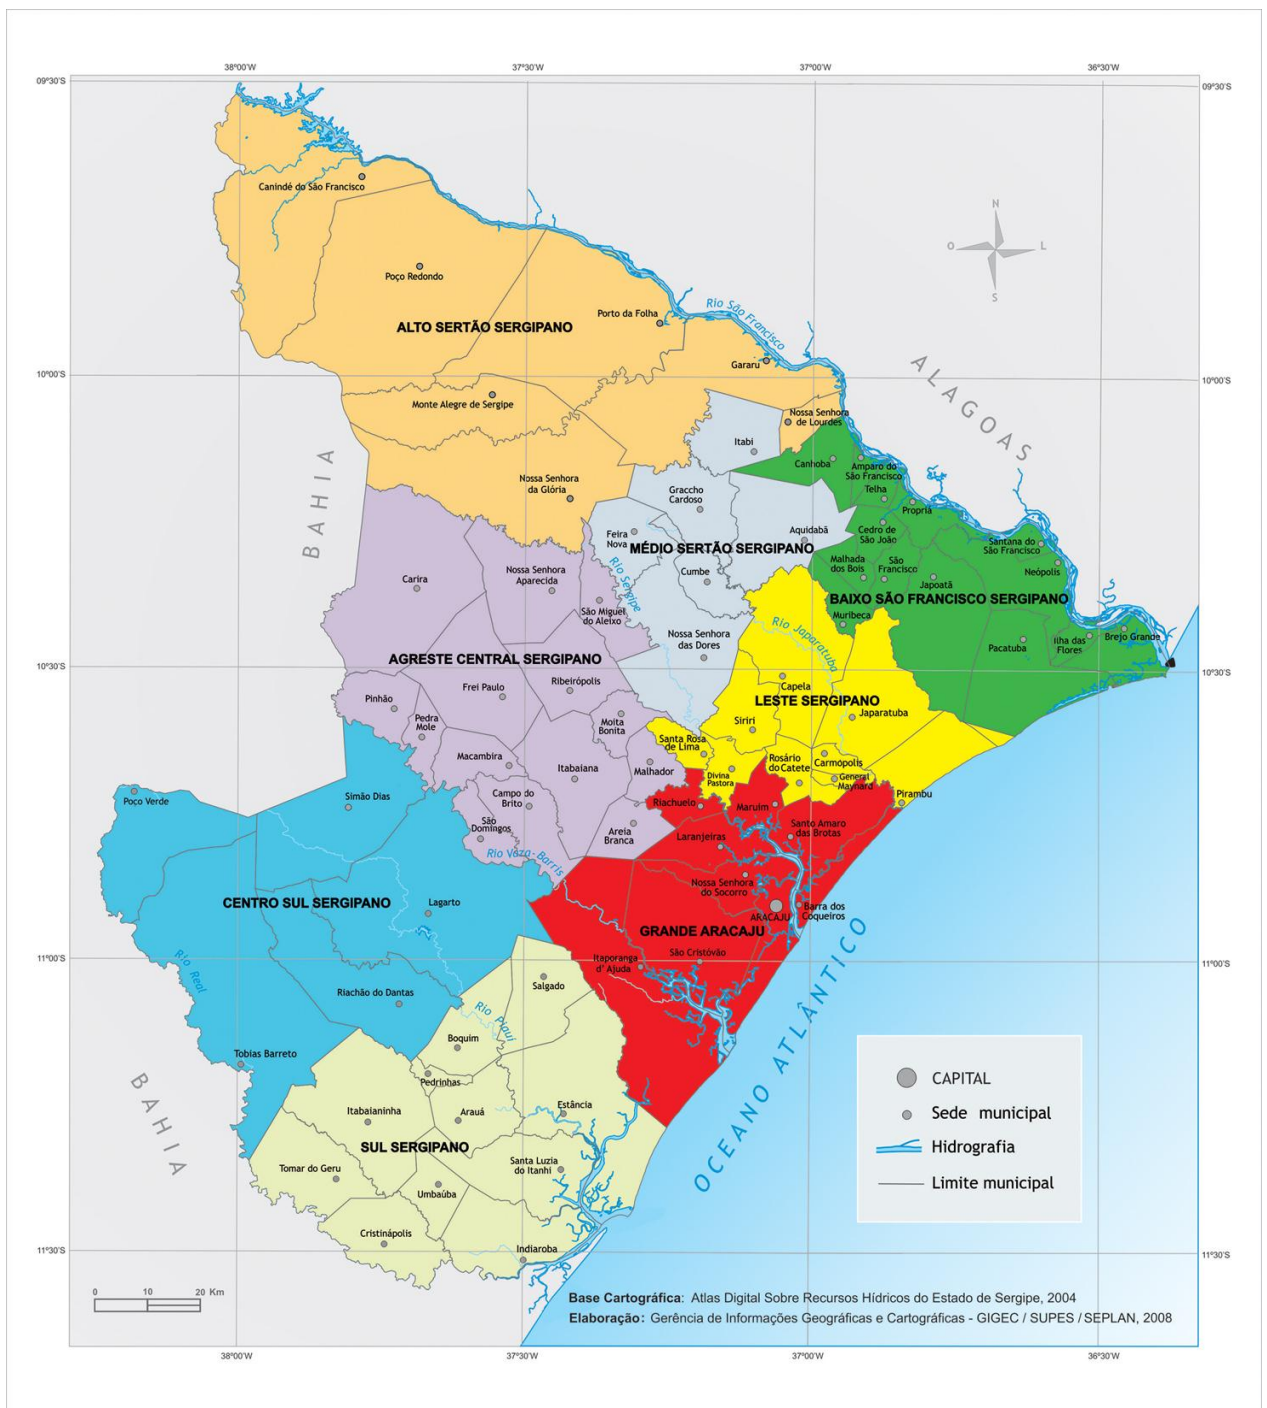 38°00'W
37°30'W
37°00'W
36°30'W
09°30'S
09°30'S
Canindé do São Francisco
N
O
L
S
Poço Redondo
Rio São Francisco
Porto da Folha
ALTO SERTÃO SERGIPANO
Gararu
ALAGOAS
10°00'S
10°00'S
Monte Alegre de Sergipe
Nossa Senhora
de Lourdes
Itabi
BAHIA
Canhoba
Amparo do
São Francisco
Nossa Senhora
da Glória
Graccho
Cardoso
Telha
Propriá
Feira
Nova
Aquidabã
Cedro de
São João
Santana do
São Francisco
MÉDIO SERTÃO SERGIPANO
Malhada
dos Bois
São
Francisco
Neópolis
Carira
Nossa Senhora
Aparecida
Rio Sergipe
Cumbe
Japoatã
BAIXO SÃO FRANCISCO SERGIPANO
São Miguel
do Aleixo
Muribeca
Rio Japaratuba
Nossa Senhora
das Dores
Pacatuba
Ilha das
Flores
Brejo Grande
AGRESTE CENTRAL SERGIPANO
10°30'S
10°30'S
Pinhão
Frei Paulo
Ribeirópolis
Capela
LESTE SERGIPANO
Pedra
Mole
Moita
Bonita
Siriri
Japaratuba
Santa Rosa
de Lima
Macambira
Itabaiana
Malhador
Divina
Pastora
Rosário
do Catete
Carmópolis
General
Maynard
Poço Verde
Simão Dias
Campo do
Brito
Riachuelo
Maruim
Pirambu
São
Domingos
Areia
Branca
Laranjeiras
Santo Amaro
das Brotas
Rio Vaza-Barris
Nossa Senhora
do Socorro
CENTRO SUL SERGIPANO
Lagarto
ARACAJU
Barra dos
Coqueiros
GRANDE ARACAJU
São Cristóvão
Itaporanga
d' Ajuda
11°00'S
11°00'S
Rio Real
Riachão do Dantas
Salgado
OCEANO ATLÂNTICO
Rio Piauí
Boquim
Tobias Barreto
Pedrinhas
BAHIA
Itabaianinha
Arauá
Estância
SUL SERGIPANO
Tomar do Geru
Santa Luzia
do Itanhi
Umbaúba
Cristinápolis
Indiaroba
CAPITAL
Sede municipal
Hidrografia
Limite municipal
11°30'S
11°30'S
0 10 20 Km
Base Cartográfica: Atlas Digital Sobre Recursos Hídricos do Estado de Sergipe, 2004
Elaboração: Gerência de Informações Geográficas e Cartográficas - GIGEC / SUPES / SEPLAN, 2008
38°00'W
37°30'W
37°00'W
36°30'W